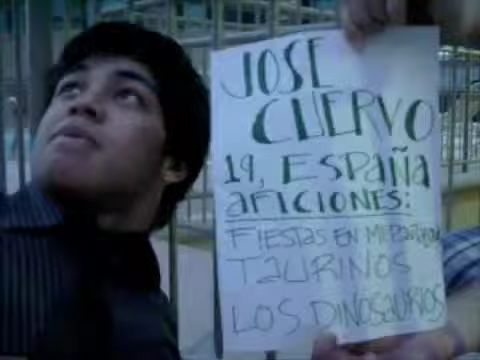 JOSE
CUERVO
19, ESPAÑA
AFICIONES:
FIESTAS EN MI
TAURINOS
LOS DINOSAURIOS